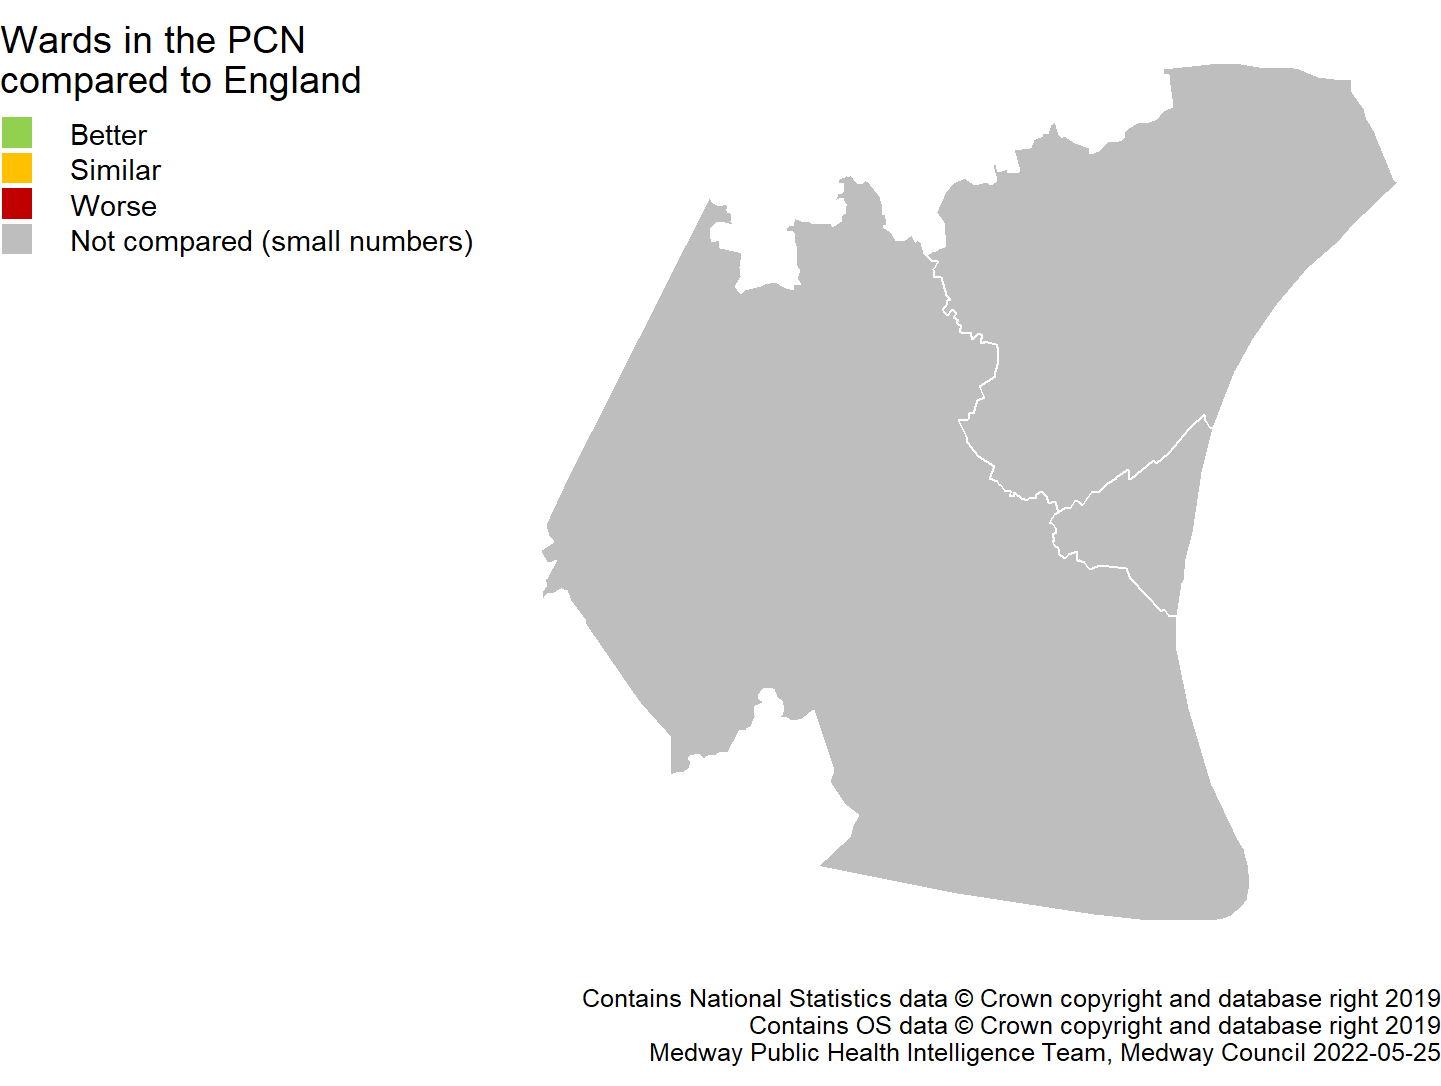 Wards in the PCN
compared to England
Better
Similar
Worse
Not compared (small numbers)
Contains National Statistics data © Crown copyright and database right 2019
Contains OS data © Crown copyright and database right 2019
Medway Public Health Intelligence Team, Medway Council 2022-05-25